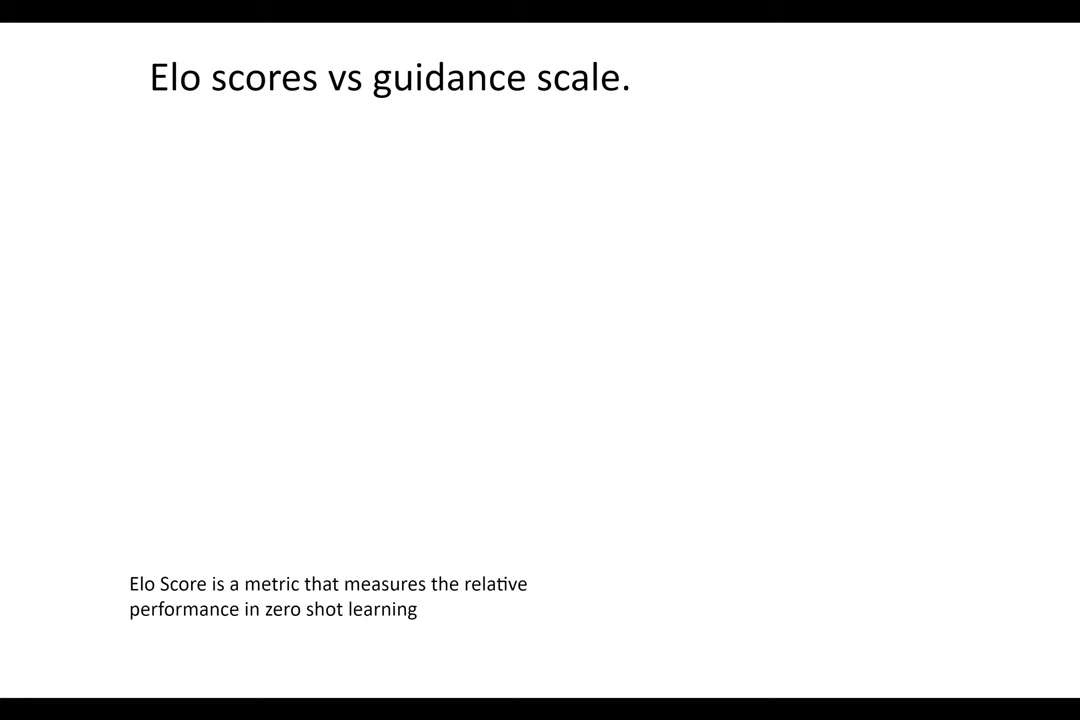 Elo scores vs guidance scale.
Elo Score is a metric that measures the relative
performance in zero shot learning